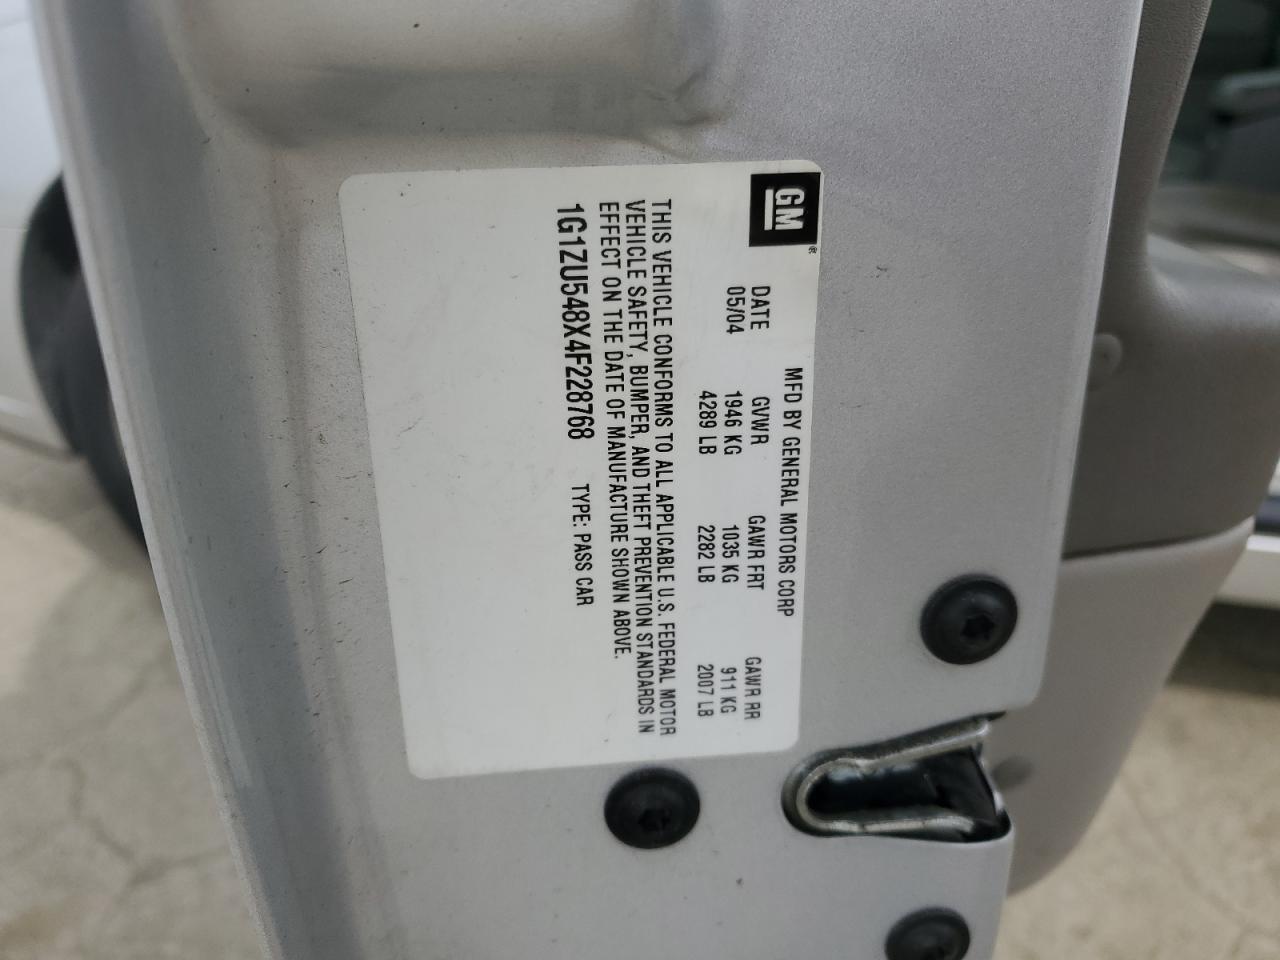 GM®
MFD BY GENERAL MOTORS CORP
DATE GVWR GAWR FRT GAWR RR
05/04 1946 KG 1035 KG 911 KG
4289 LB 2282 LB 2007 LB
THIS VEHICLE CONFORMS TO ALL APPLICABLE U.S. FEDERAL MOTOR
VEHICLE SAFETY, BUMPER, AND THEFT PREVENTION STANDARDS IN
EFFECT ON THE DATE OF MANUFACTURE SHOWN ABOVE.
1G1ZU548X4F228768 TYPE: PASS CAR